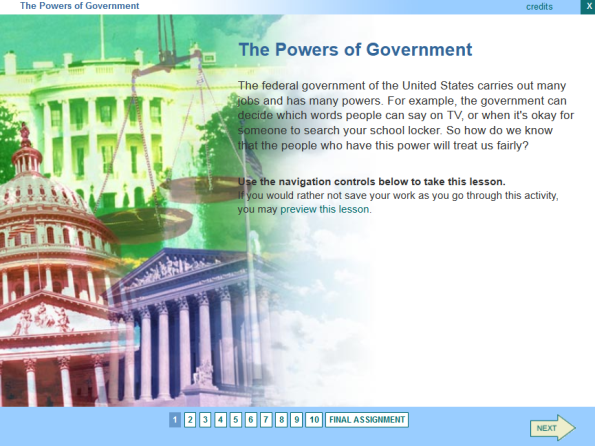 The Powers of Government
credits
X
The Powers of Government
The federal government of the United States carries out many
jobs and has many powers. For example, the government can
decide which words people can say on TV, or when it's okay for
someone to search your school locker. So how do we know
that the people who have this power will treat us fairly?
Use the navigation controls below to take this lesson.
If you would rather not save your work as you go through this activity,
you may preview this lesson.
1 2 3 4 5 6 7 8 9 10 FINAL ASSIGNMENT
NEXT